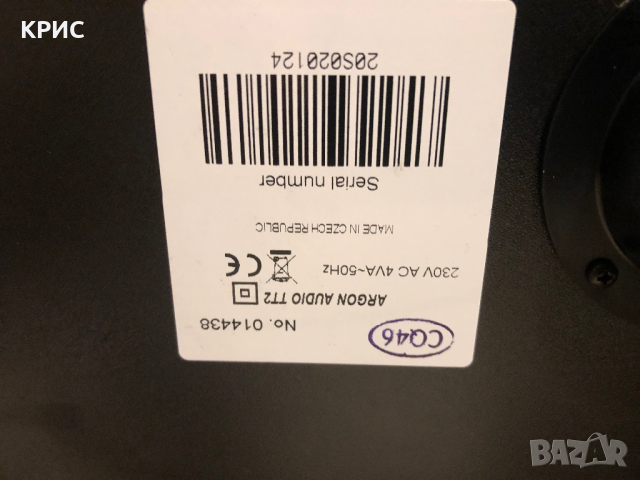 КРИС
No. 014438
CQ46
ARGON AUDIO TT2
230V AC 4VA~50Hz
CE
MADE IN CZECH REPUBLIC
Serial number
20S020124
BAZAR